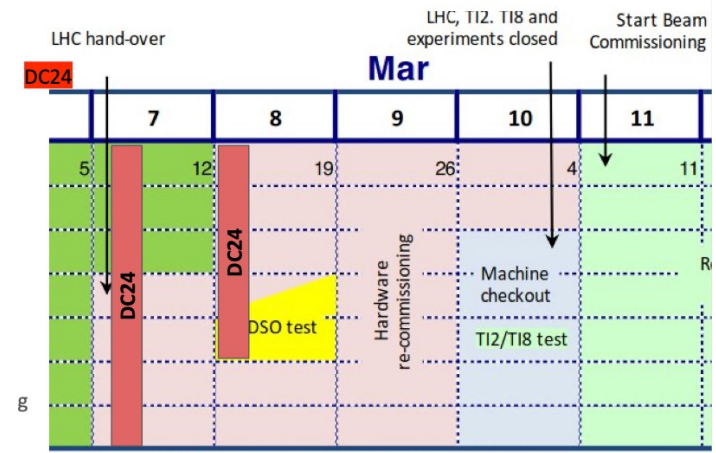 LHC, TI2. TI8 and
experiments closed
Start Beam
Commissioning
LHC hand-over
DC24
Mar
7 8 9 10 11
5 12 19 26 4 11
DC24
DC24
Hardware
re-commissioning
Machine
checkout
DSO test
TI2/TI8 test
g